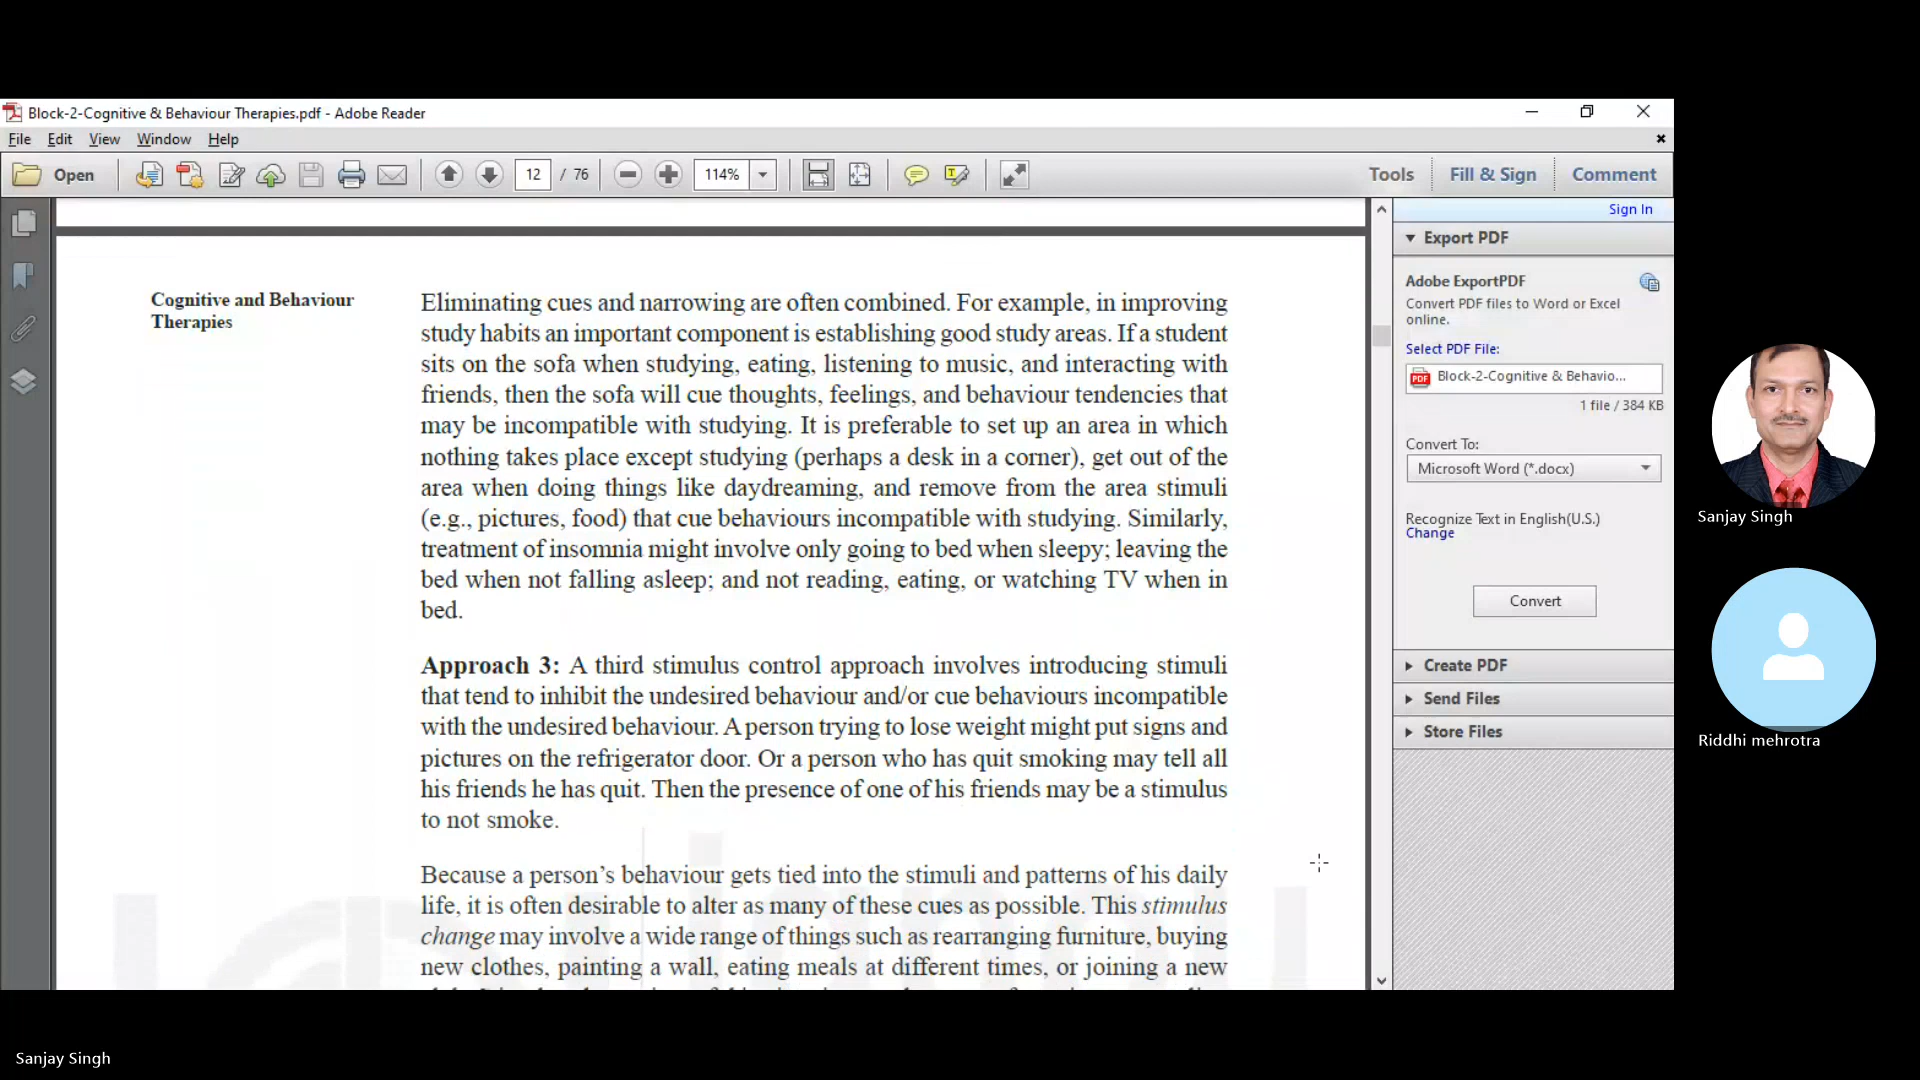 Block-2-Cognitive & Behaviour Therapies.pdf - Adobe Reader
File Edit View Window Help
Open 12 / 76 114% Tools Fill & Sign Comment
Sign In
Export PDF
Adobe ExportPDF
Convert PDF files to Word or Excel
online.
Select PDF File:
Block-2-Cognitive & Behavio...
1 file / 384 KB
Convert To:
Microsoft Word (*.docx)
Recognize Text in English(U.S.)
Change
Convert
Create PDF
Send Files
Store Files
Cognitive and Behaviour
Therapies
Eliminating cues and narrowing are often combined. For example, in improving
study habits an important component is establishing good study areas. If a student
sits on the sofa when studying, eating, listening to music, and interacting with
friends, then the sofa will cue thoughts, feelings, and behaviour tendencies that
may be incompatible with studying. It is preferable to set up an area in which
nothing takes place except studying (perhaps a desk in a corner), get out of the
area when doing things like daydreaming, and remove from the area stimuli
(e.g., pictures, food) that cue behaviours incompatible with studying. Similarly,
treatment of insomnia might involve only going to bed when sleepy; leaving the
bed when not falling asleep; and not reading, eating, or watching TV when in
bed.
Approach 3: A third stimulus control approach involves introducing stimuli
that tend to inhibit the undesired behaviour and/or cue behaviours incompatible
with the undesired behaviour. A person trying to lose weight might put signs and
pictures on the refrigerator door. Or a person who has quit smoking may tell all
his friends he has quit. Then the presence of one of his friends may be a stimulus
to not smoke.
Because a person's behaviour gets tied into the stimuli and patterns of his daily
life, it is often desirable to alter as many of these cues as possible. This stimulus
change may involve a wide range of things such as rearranging furniture, buying
new clothes, painting a wall, eating meals at different times, or joining a new
Sanjay Singh
Riddhi mehrotra
Sanjay Singh